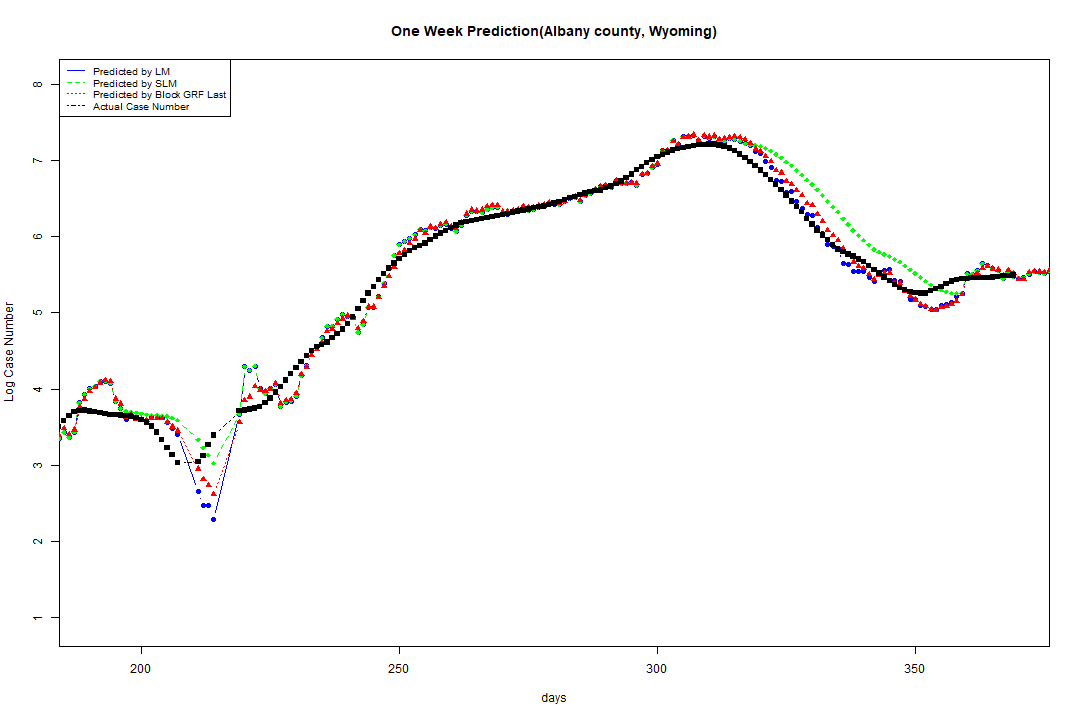 One Week Prediction(Albany county, Wyoming)
Predicted by LM
Predicted by SLM
Predicted by Block GRF Last
Actual Case Number
8
7
6
5
4
3
2
1
Log Case Number
200
250
300
350
days